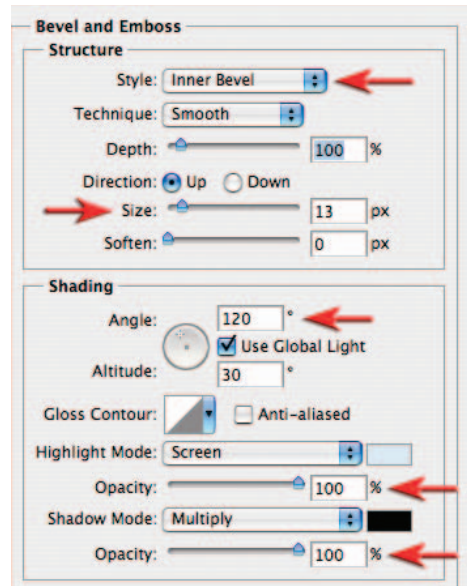 Bevel and Emboss
Structure
Style: Inner Bevel
Technique: Smooth
Depth: 100 %
Direction: Up Down
Size: 13 px
Soften: 0 px
Shading
Angle: 120 °
Use Global Light
Altitude: 30 °
Gloss Contour: Anti-aliased
Highlight Mode: Screen
Opacity: 100 %
Shadow Mode: Multiply
Opacity: 100 %